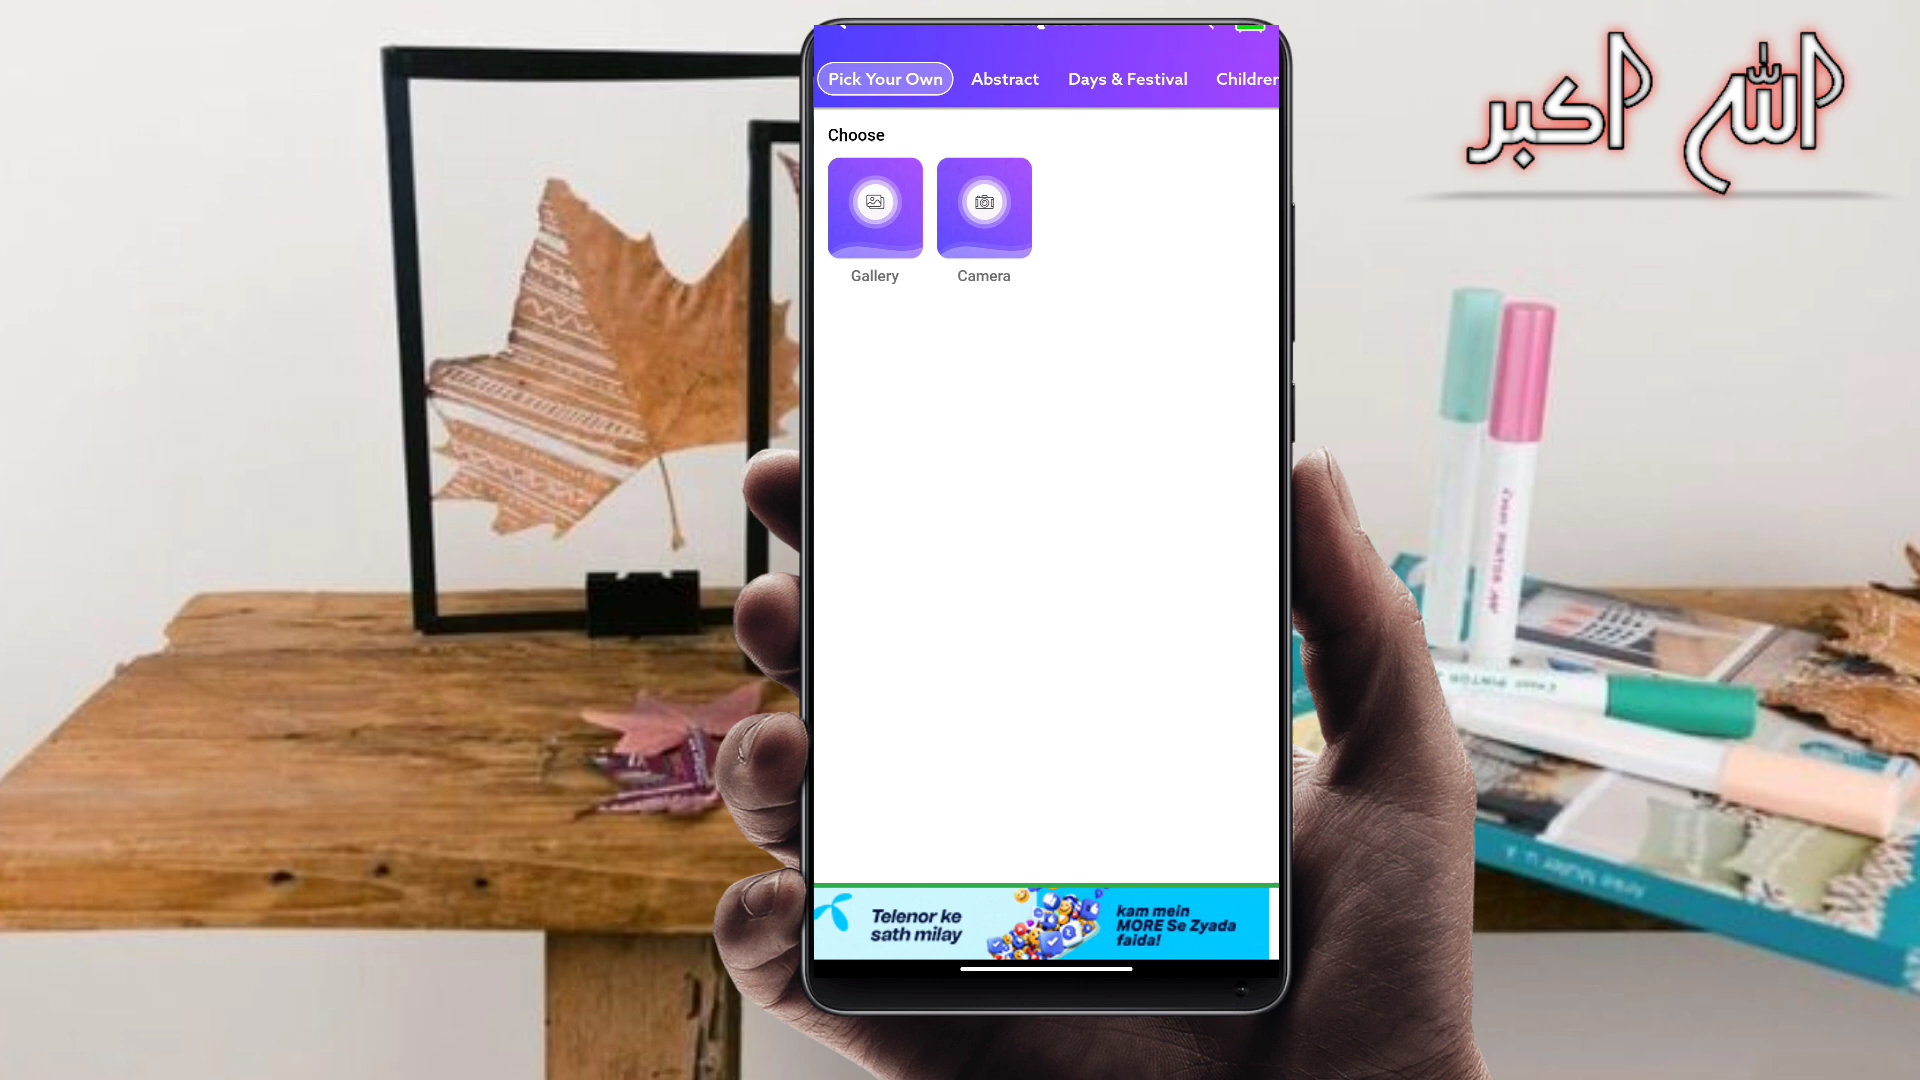 الله اکبر
Pick Your Own Abstract Days & Festival Childrer
Choose
Gallery Camera
Telenor ke
sath milay
kam mein
MORE Se Zyada
faida!